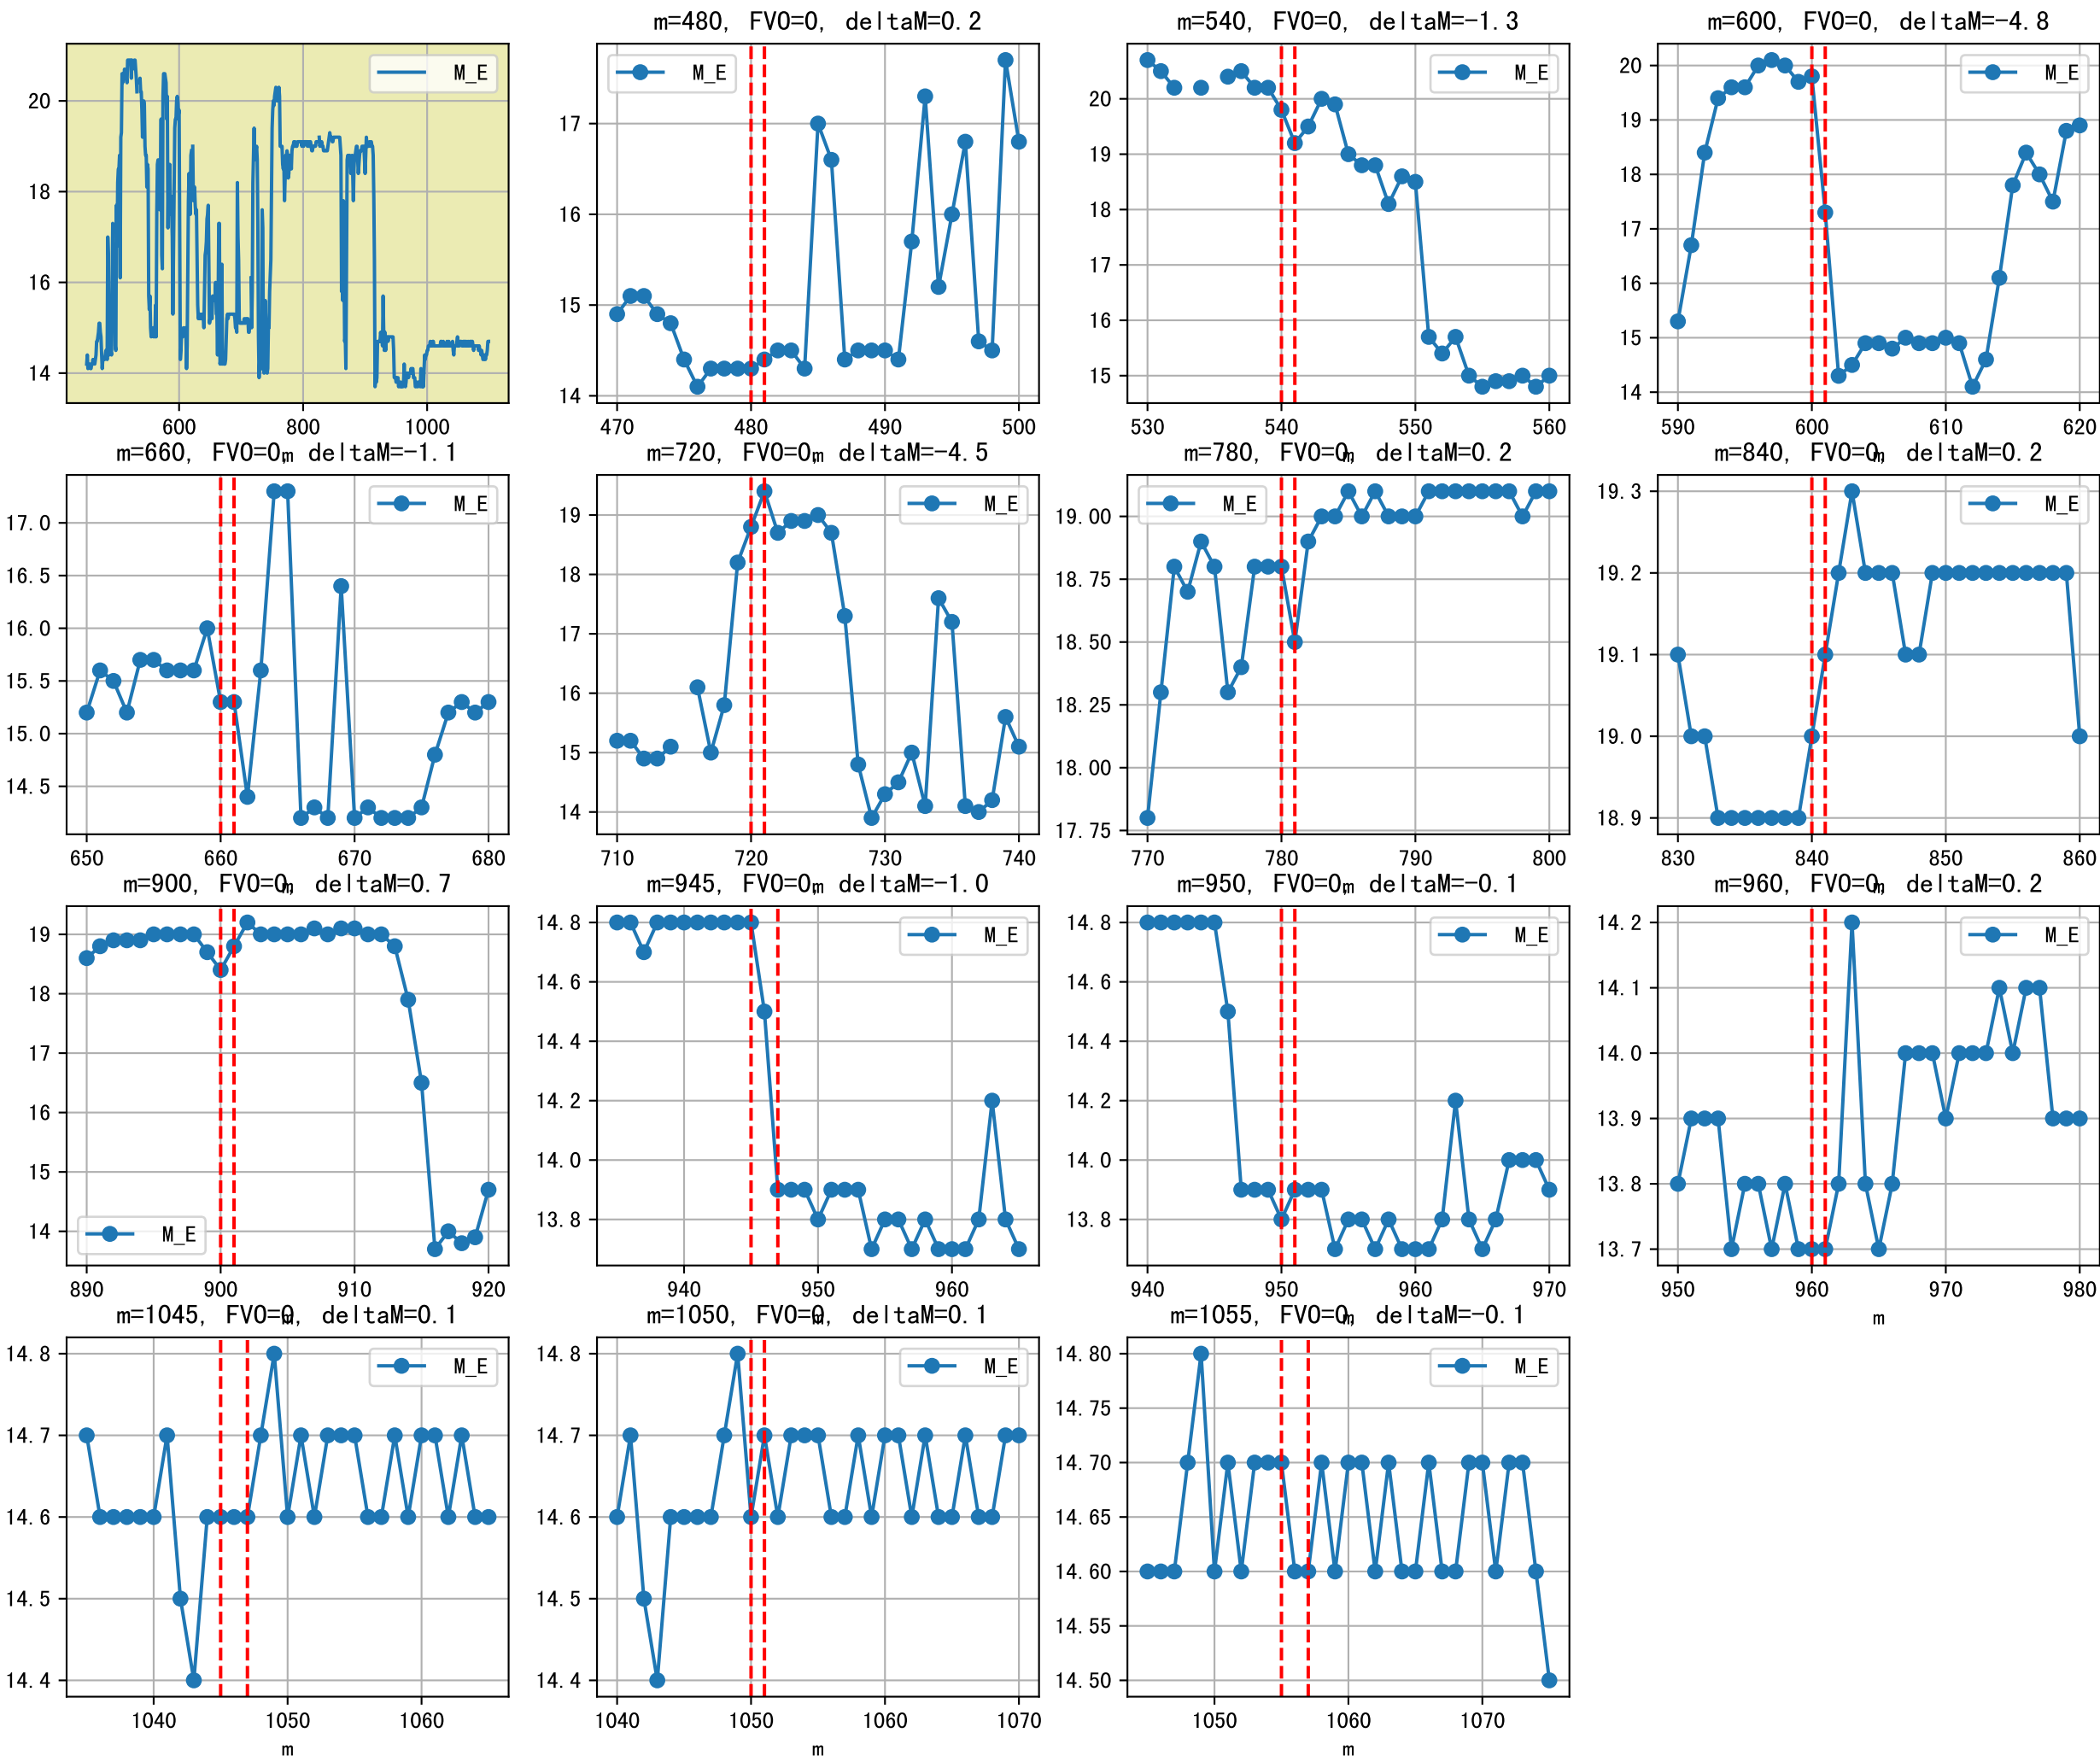 m=480, FVO=0, deltaM=0.2
m=540, FVO=0, deltaM=-1.3
m=600, FVO=0, deltaM=-4.8
M_E
M_E
M_E
M_E
20
18
16
14
600 800 1000
m
17
16
15
14
470 480 490 500
m
20
19
18
17
16
15
530 540 550 560
m
20
19
18
17
16
15
14
590 600 610 620
m
m=660, FVO=0, deltaM=-1.1
m=720, FVO=0, deltaM=-4.5
m=780, FVO=0, deltaM=0.2
m=840, FVO=0, deltaM=0.2
M_E
M_E
M_E
M_E
17.0
16.5
16.0
15.5
15.0
14.5
650 660 670 680
m
19
18
17
16
15
14
710 720 730 740
m
19.00
18.75
18.50
18.25
18.00
17.75
770 780 790 800
m
19.3
19.2
19.1
19.0
18.9
830 840 850 860
m
m=900, FVO=0, deltaM=0.7
m=945, FVO=0, deltaM=-1.0
m=950, FVO=0, deltaM=-0.1
m=960, FVO=0, deltaM=0.2
M_E
M_E
M_E
M_E
19
18
17
16
15
14
890 900 910 920
m
14.8
14.6
14.4
14.2
14.0
13.8
940 950 960
m
14.8
14.6
14.4
14.2
14.0
13.8
940 950 960 970
m
14.2
14.1
14.0
13.9
13.8
13.7
950 960 970 980
m
m=1045, FVO=0, deltaM=0.1
m=1050, FVO=0, deltaM=0.1
m=1055, FVO=0, deltaM=-0.1
M_E
M_E
M_E
14.8
14.7
14.6
14.5
14.4
1040 1050 1060
m
14.8
14.7
14.6
14.5
14.4
1040 1050 1060 1070
m
14.80
14.75
14.70
14.65
14.60
14.55
14.50
1050 1060 1070
m